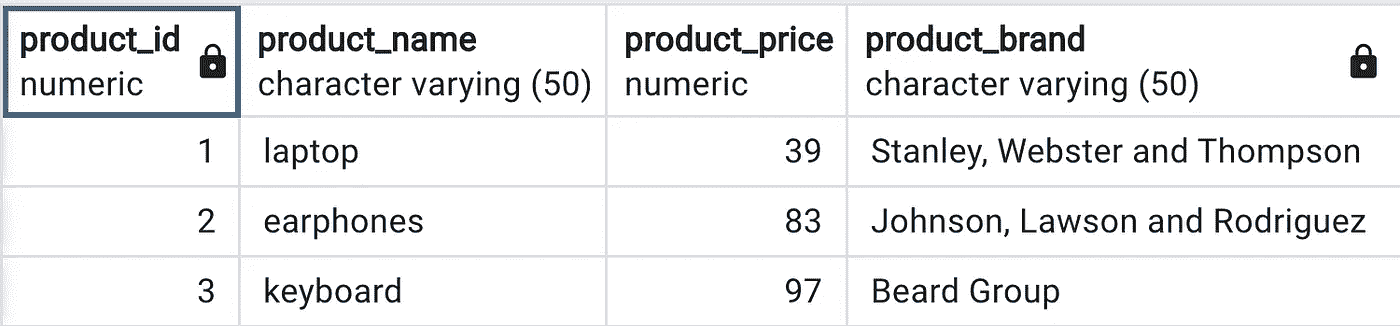 product_id product_name product_price product_brand
numeric character varying (50) numeric character varying (50)
1 laptop 39 Stanley, Webster and Thompson
2 earphones 83 Johnson, Lawson and Rodriguez
3 keyboard 97 Beard Group